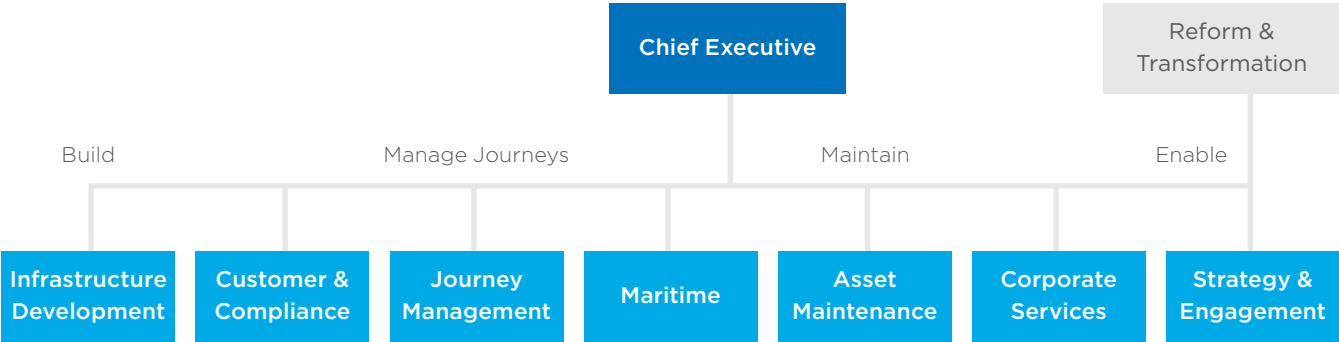 Chief Executive
Reform &
Transformation
Build
Manage Journeys
Maintain
Enable
Infrastructure
Development
Customer &
Compliance
Journey
Management
Maritime
Asset
Maintenance
Corporate
Services
Strategy &
Engagement